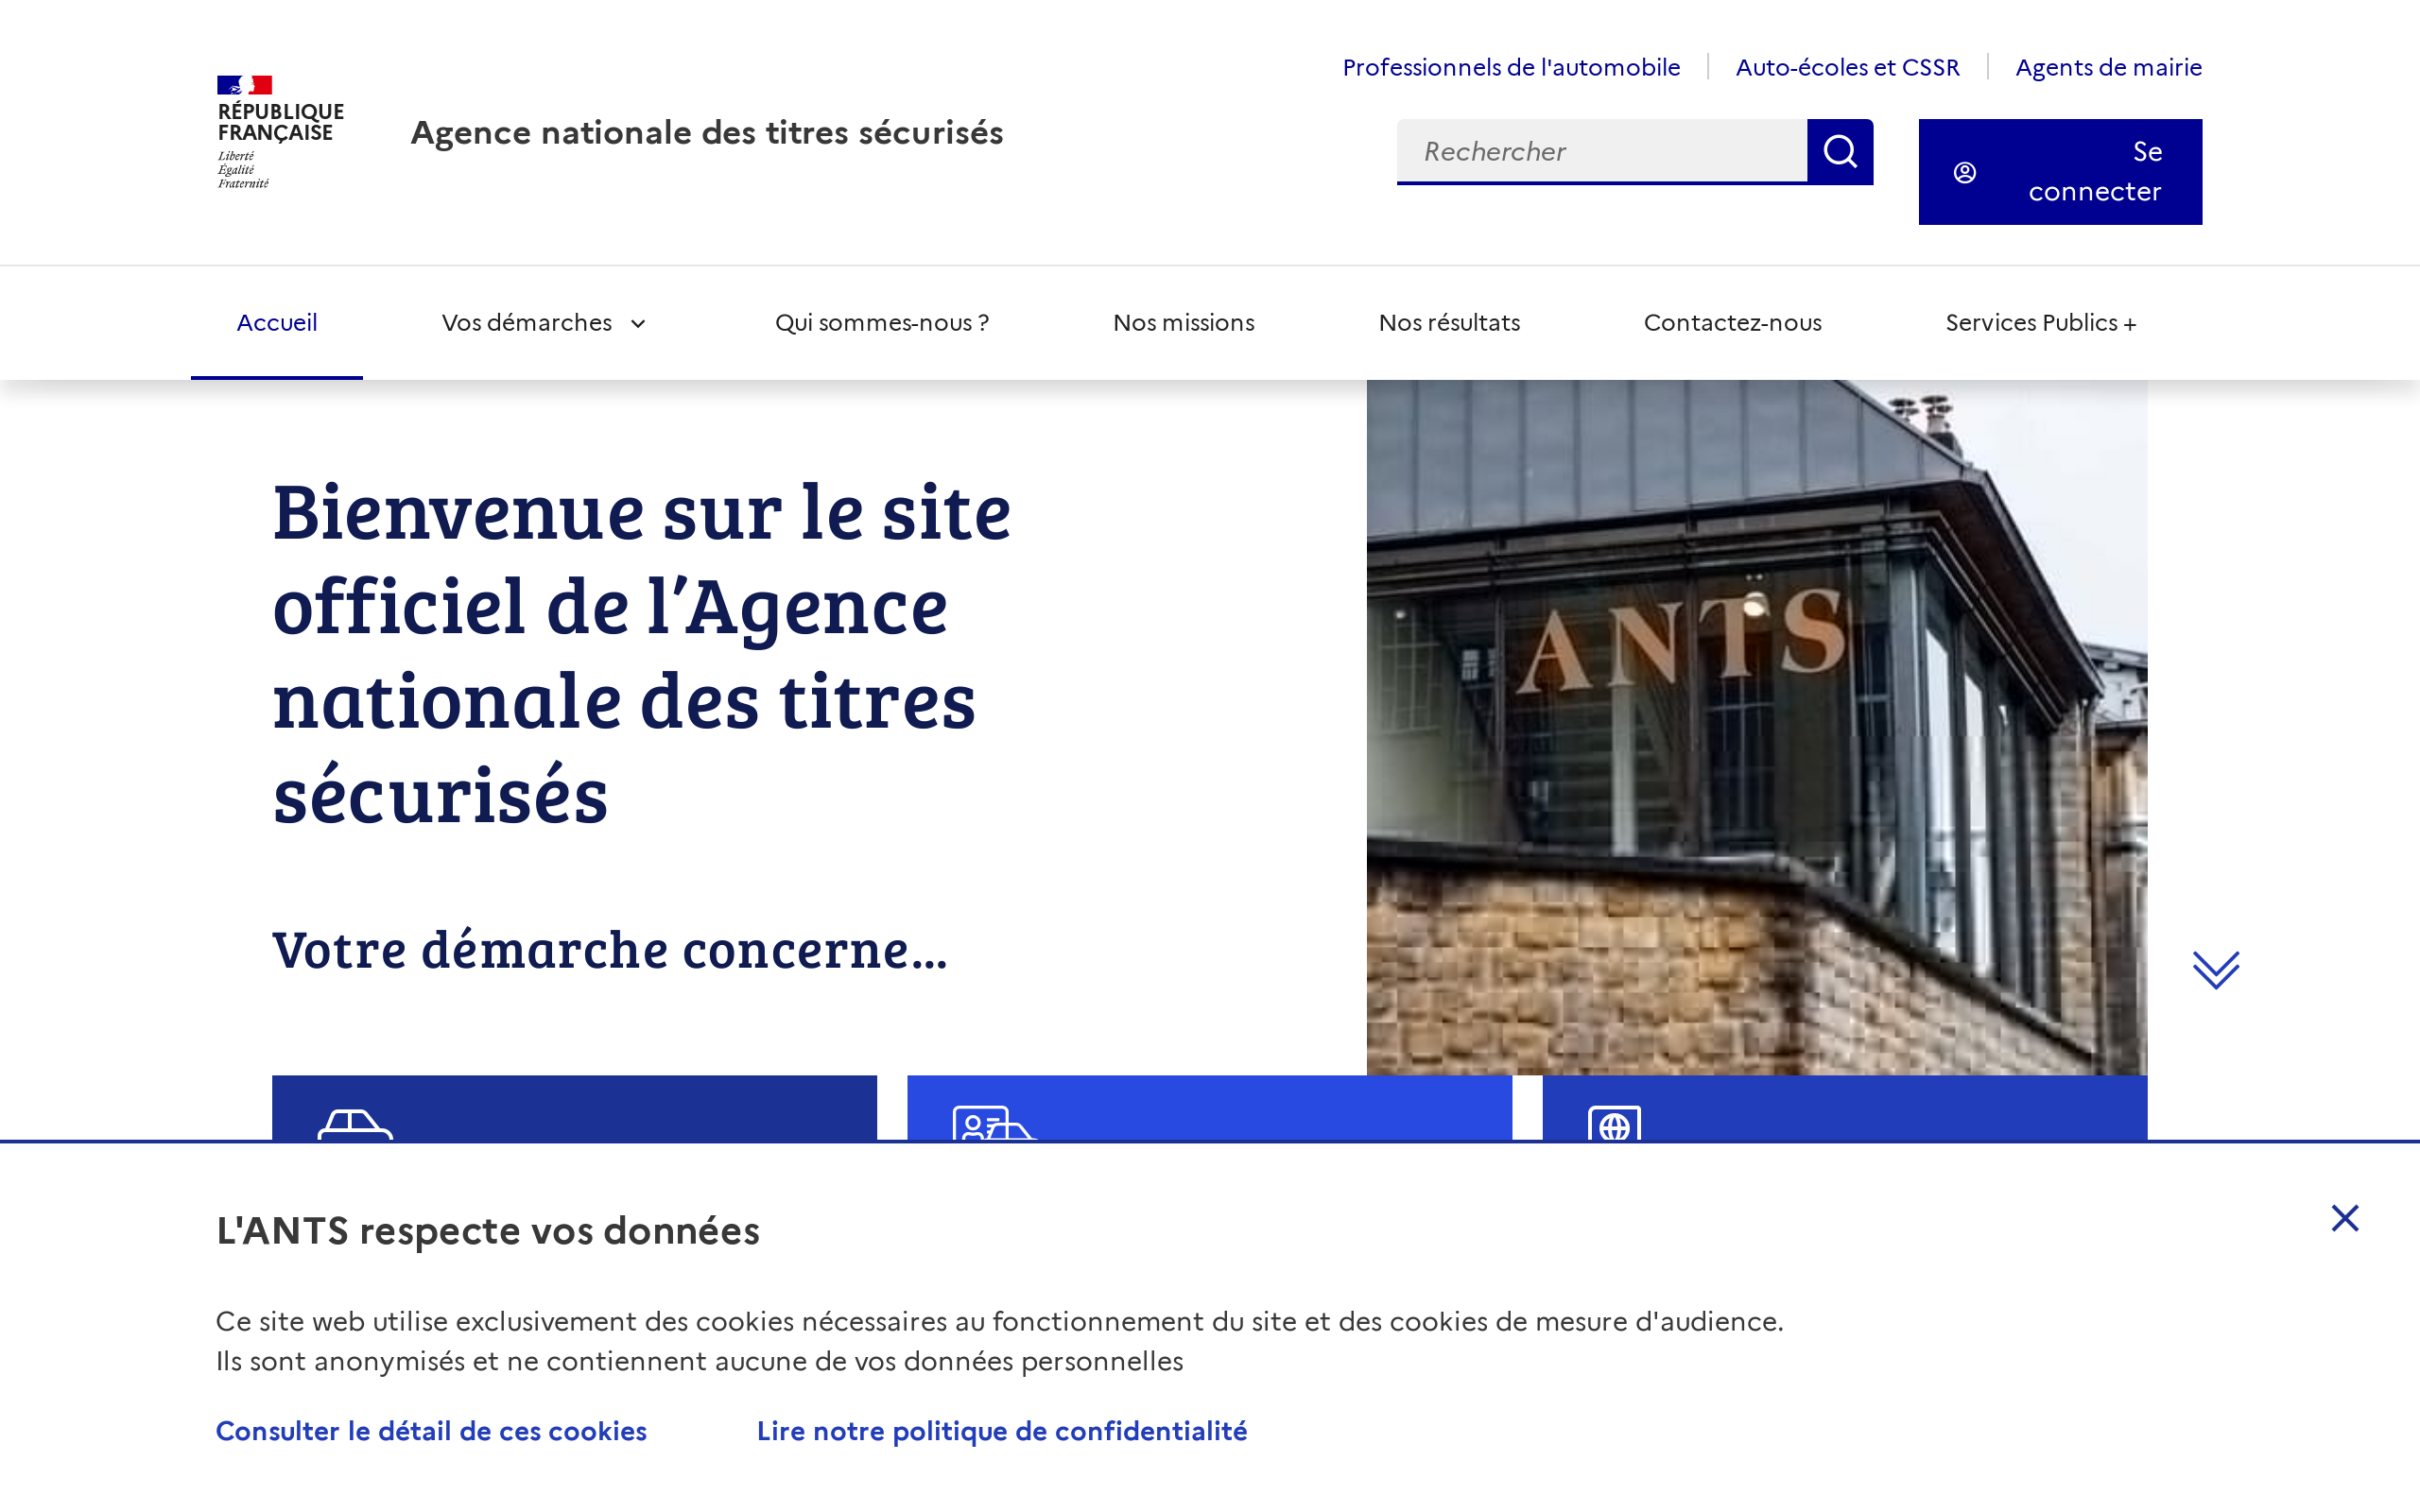 Professionnels de l'automobile
Auto-écoles et CSSR
Agents de mairie
RÉPUBLIQUE
FRANÇAISE
Liberté
Égalité
Fraternité
Agence nationale des titres sécurisés
Rechercher
Se
connecter
Accueil
Vos démarches
Qui sommes-nous ?
Nos missions
Nos résultats
Contactez-nous
Services Publics +
Bienvenue sur le site
officiel de l’Agence
nationale des titres
sécurisés
ANTS
Votre démarche concerne...
L'ANTS respecte vos données
Ce site web utilise exclusivement des cookies nécessaires au fonctionnement du site et des cookies de mesure d'audience.
Ils sont anonymisés et ne contiennent aucune de vos données personnelles
Consulter le détail de ces cookies
Lire notre politique de confidentialité